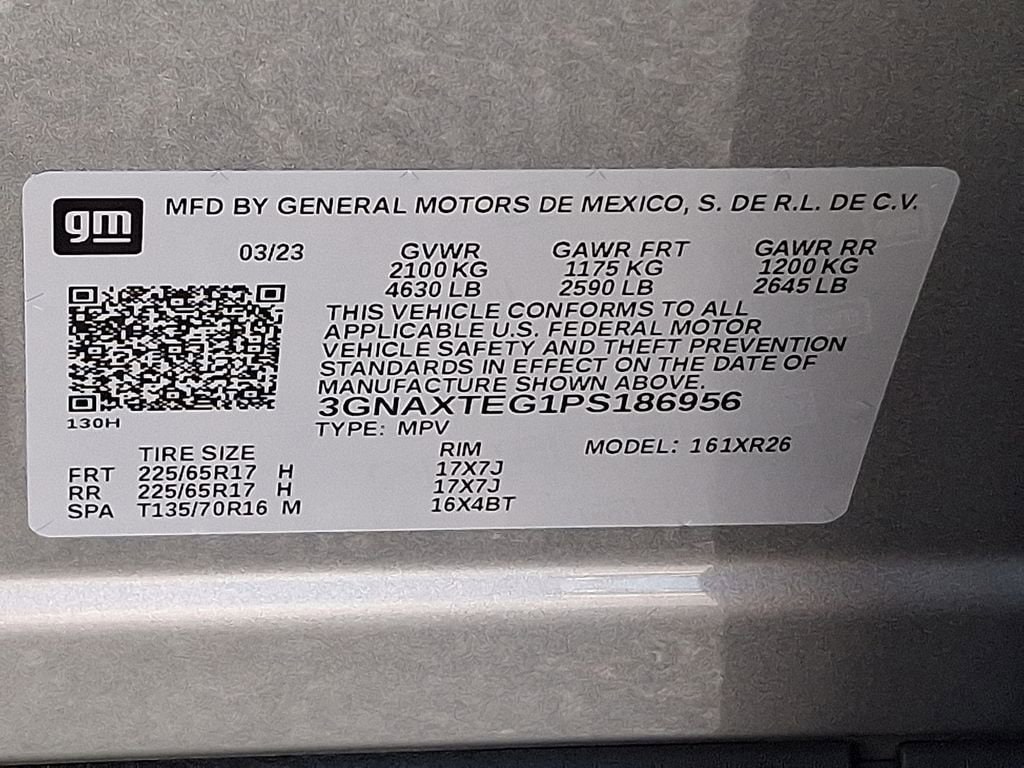 gm
MFD BY GENERAL MOTORS DE MEXICO, S. DE R.L. DE C.V.
03/23 GVWR GAWR FRT GAWR RR
2100 KG 1175 KG 1200 KG
4630 LB 2590 LB 2645 LB
THIS VEHICLE CONFORMS TO ALL
APPLICABLE U.S. FEDERAL MOTOR
VEHICLE SAFETY AND THEFT PREVENTION
STANDARDS IN EFFECT ON THE DATE OF
MANUFACTURE SHOWN ABOVE.
3GNAXTEG1PS186956
130H
TYPE: MPV
TIRE SIZE RIM MODEL: 161XR26
FRT 225/65R17 H 17X7J
RR 225/65R17 H 17X7J
SPA T135/70R16 M 16X4BT